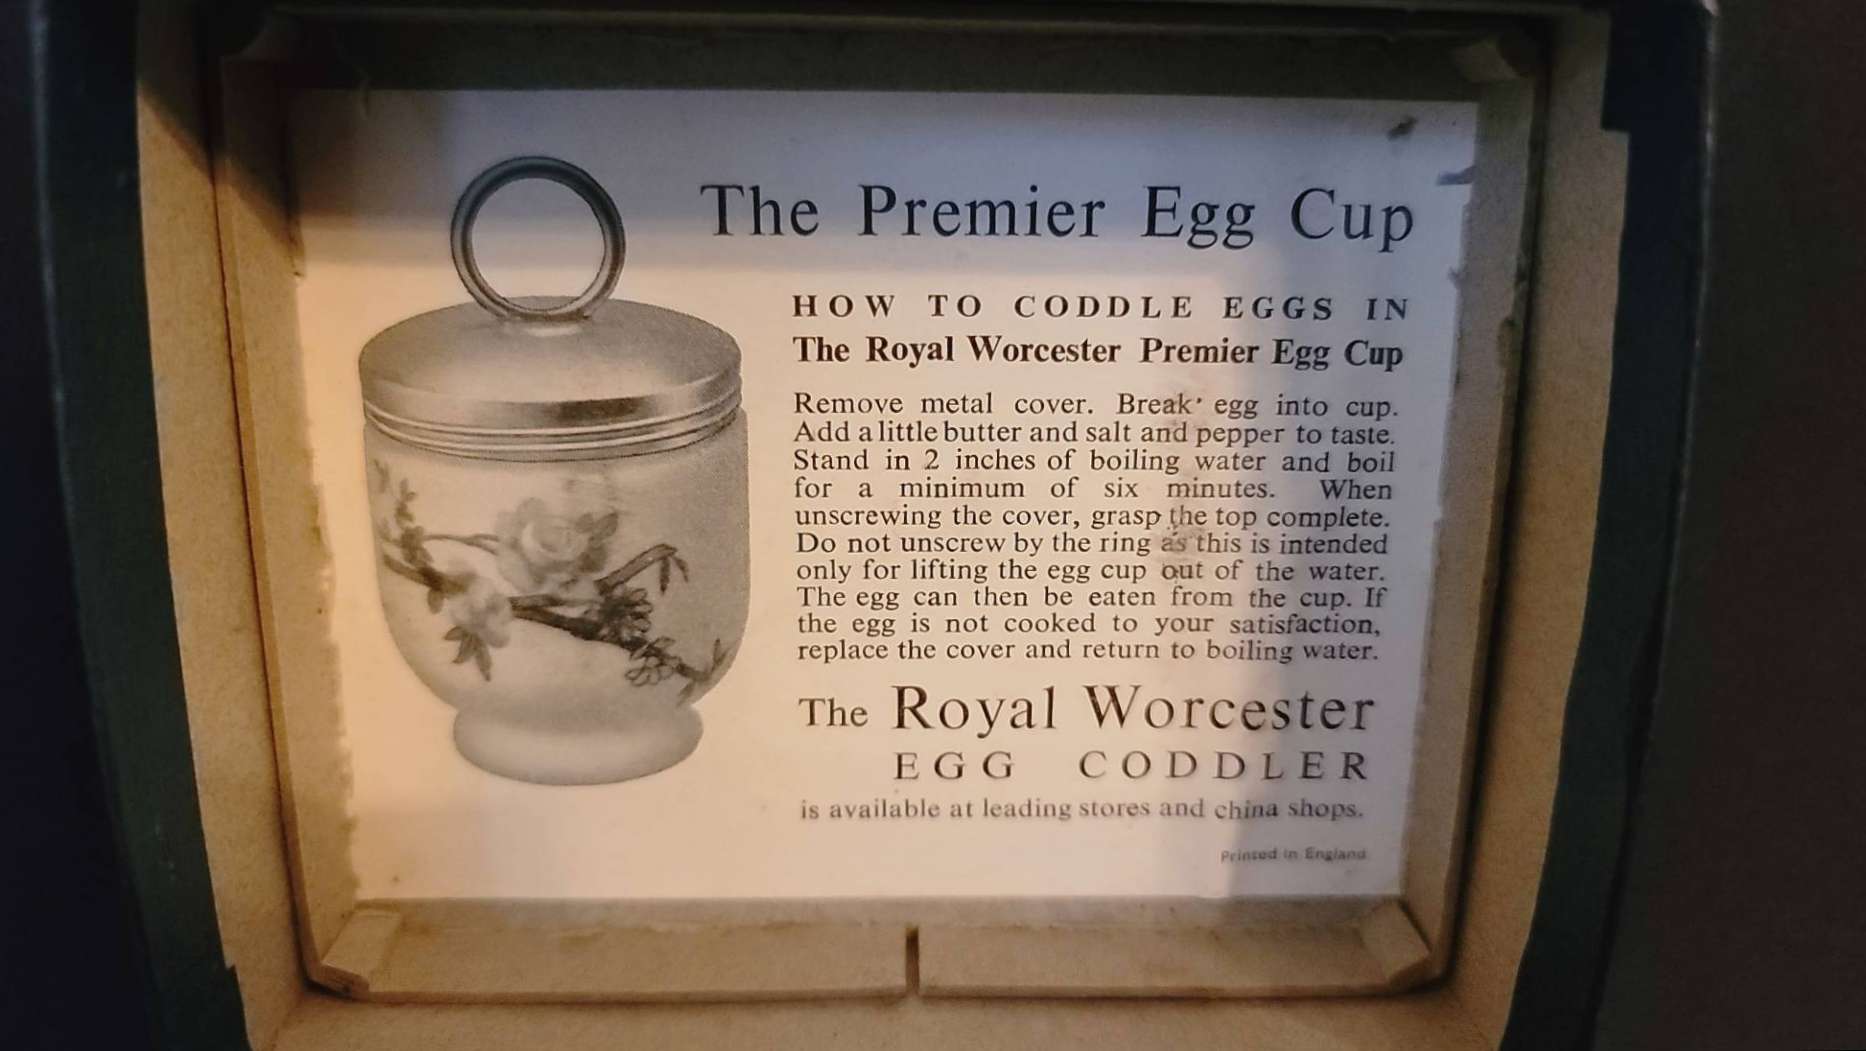 The Premier Egg Cup
HOW TO CODDLE EGGS IN
The Royal Worcester Premier Egg Cup
Remove metal cover. Break egg into cup.
Add a little butter and salt and pepper to taste.
Stand in 2 inches of boiling water and boil
for a minimum of six minutes. When
unscrewing the cover, grasp the top complete.
Do not unscrew by the ring as this is intended
only for lifting the egg cup out of the water.
The egg can then be eaten from the cup. If
the egg is not cooked to your satisfaction,
replace the cover and return to boiling water.
The Royal Worcester
EGG CODDLER
is available at leading stores and china shops.
Printed in England